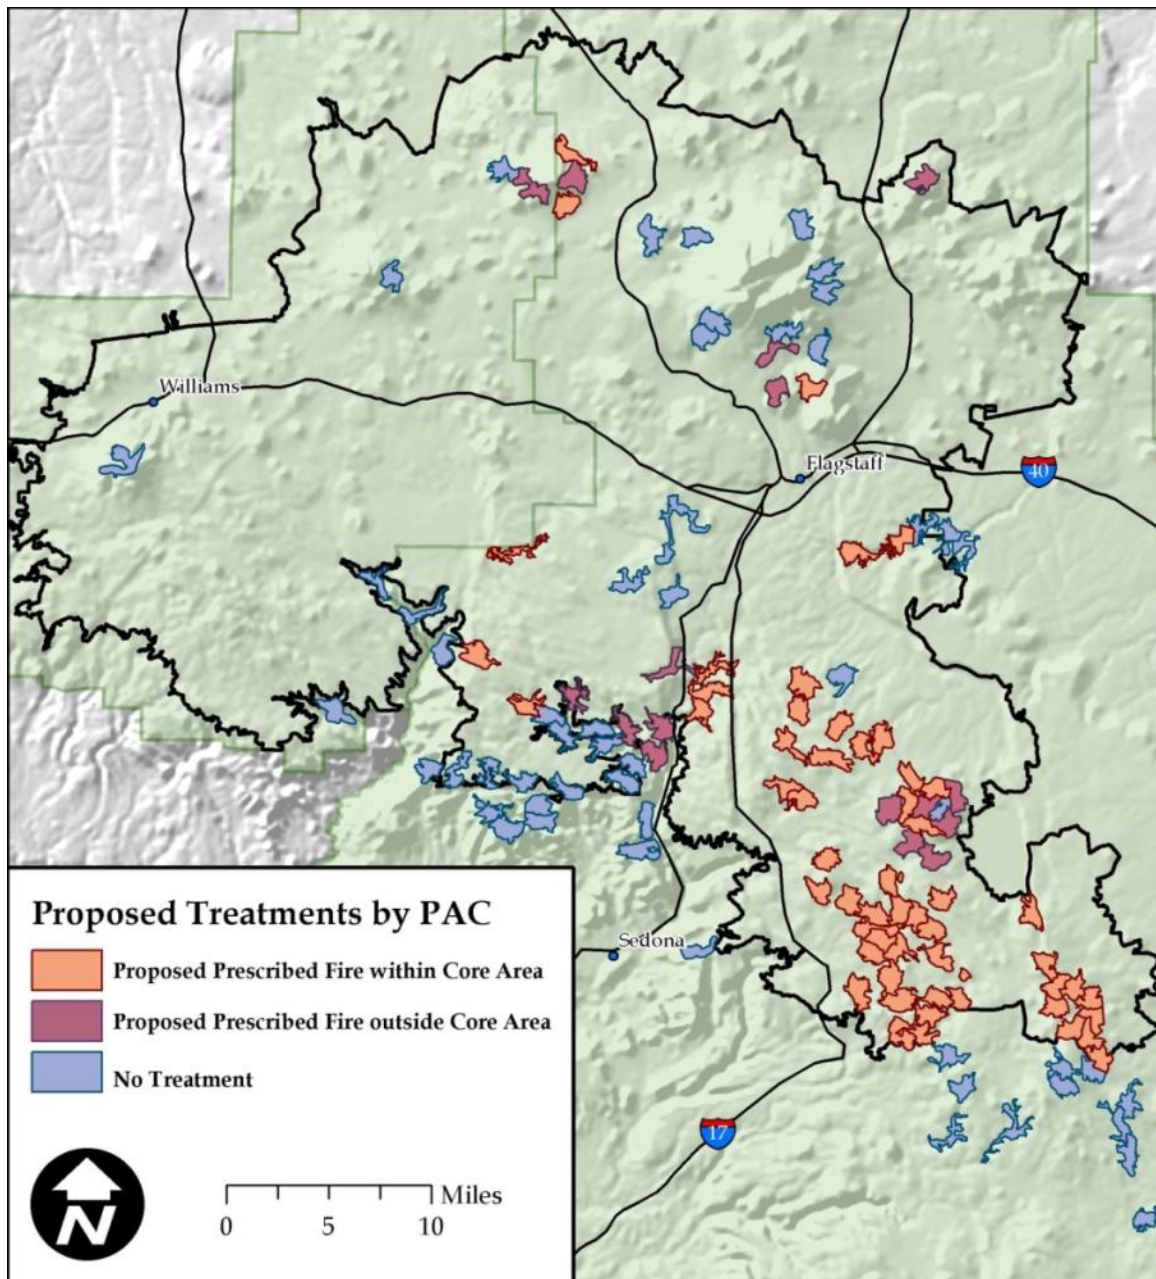 Williams
Flagstaff
40
Sedona
Proposed Treatments by PAC
Proposed Prescribed Fire within Core Area
Proposed Prescribed Fire outside Core Area
No Treatment
17
N
Miles
0 5 10